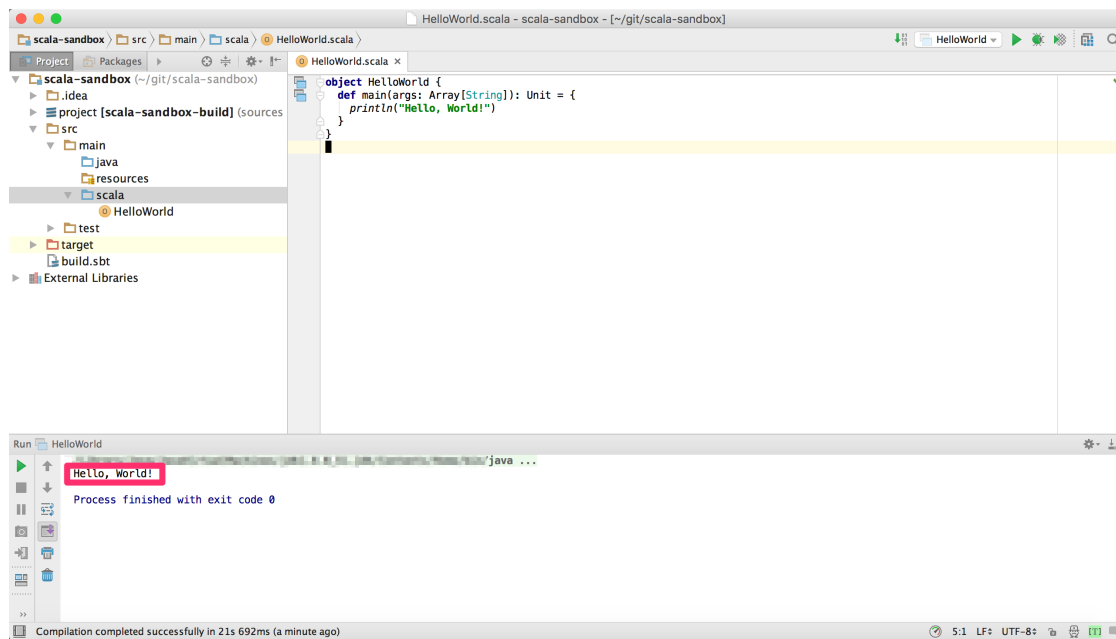 HelloWorld.scala - scala-sandbox - [~/git/scala-sandbox]
scala-sandbox src main scala HelloWorld.scala HelloWorld
Project Packages HelloWorld.scala
scala-sandbox (~/git/scala-sandbox)
.idea
project [scala-sandbox-build] (sources
src
main
java
resources
scala
HelloWorld
test
target
build.sbt
External Libraries
object HelloWorld {
def main(args: Array[String]): Unit = {
println("Hello, World!")
}
}
Run HelloWorld
/java ...
Hello, World!
Process finished with exit code 0
Compilation completed successfully in 21s 692ms (a minute ago) 5:1 LF UTF-8 [T]